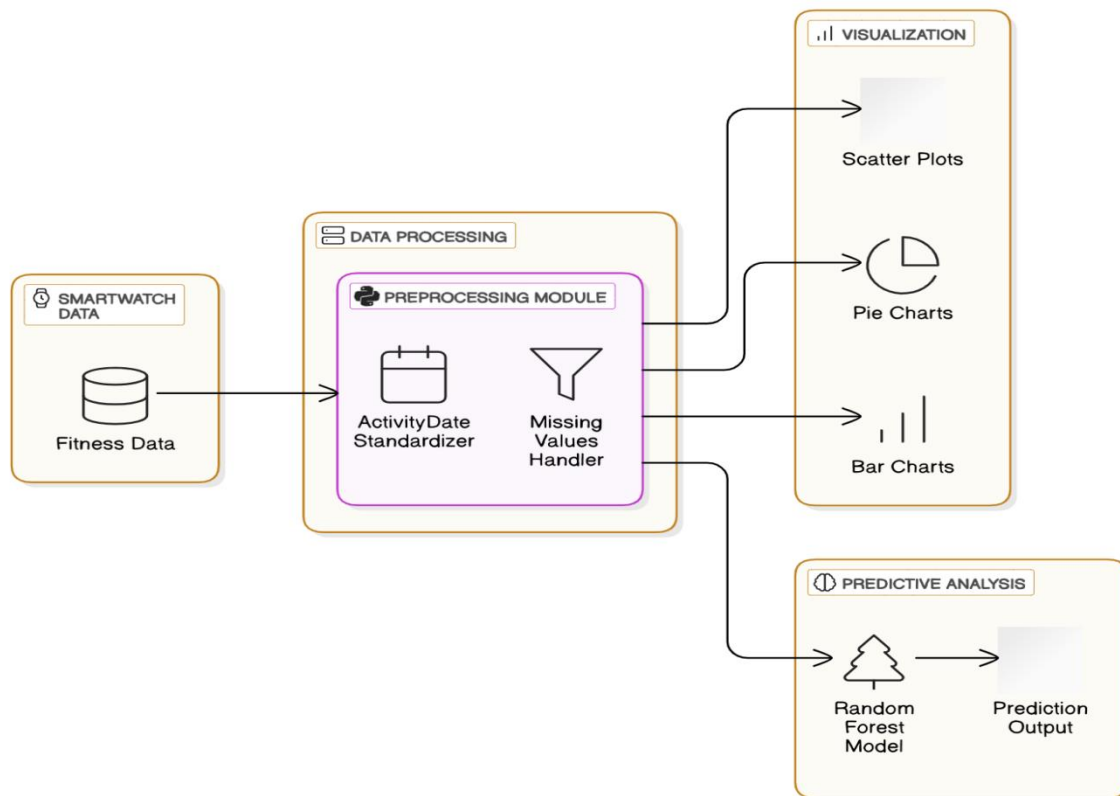 SMARTWATCH
DATA
Fitness Data
DATA PROCESSING
PREPROCESSING MODULE
ActivityDate
Standardizer
Missing
Values
Handler
VISUALIZATION
Scatter Plots
Pie Charts
Bar Charts
PREDICTIVE ANALYSIS
Random
Forest
Model
Prediction
Output